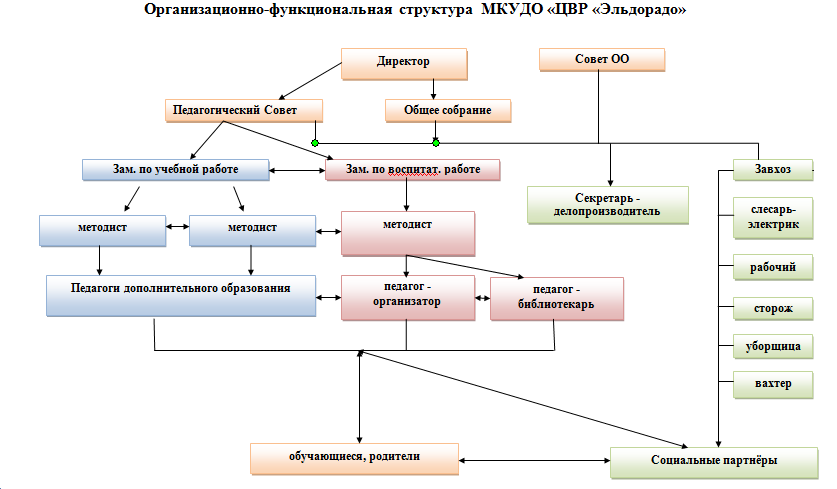 Организационно-функциональная структура МКУДО «ЦВР «Эльдорадо»
Директор
Совет ОО
Педагогический Совет
Общее собрание
Зам. по учебной работе
Зам. по воспитат. работе
Завхоз
Секретарь -
делопроизводитель
слесарь-
электрик
методист
методист
методист
рабочий
Педагоги дополнительного образования
педагог -
организатор
педагог -
библиотекарь
сторож
уборщица
вахтер
обучающиеся, родители
Социальные партнёры